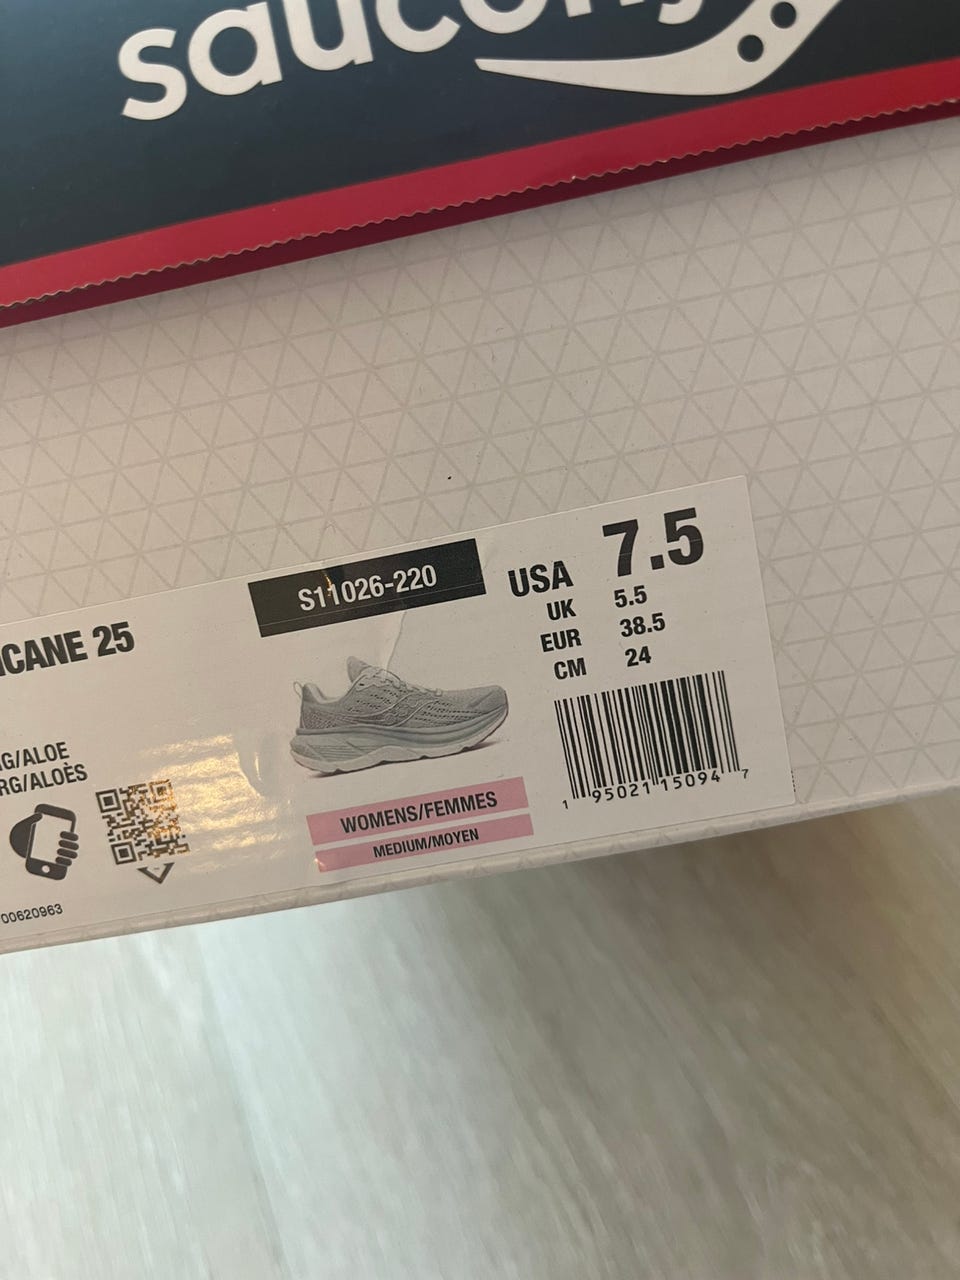 saucony
ICANE 25
S11026-220
USA 7.5
UK 5.5
EUR 38.5
CM 24
G/ALOE
RG/ALOÈS
WOMENS/FEMMES
MEDIUM/MOYEN
1 95021 15094 7
00620963